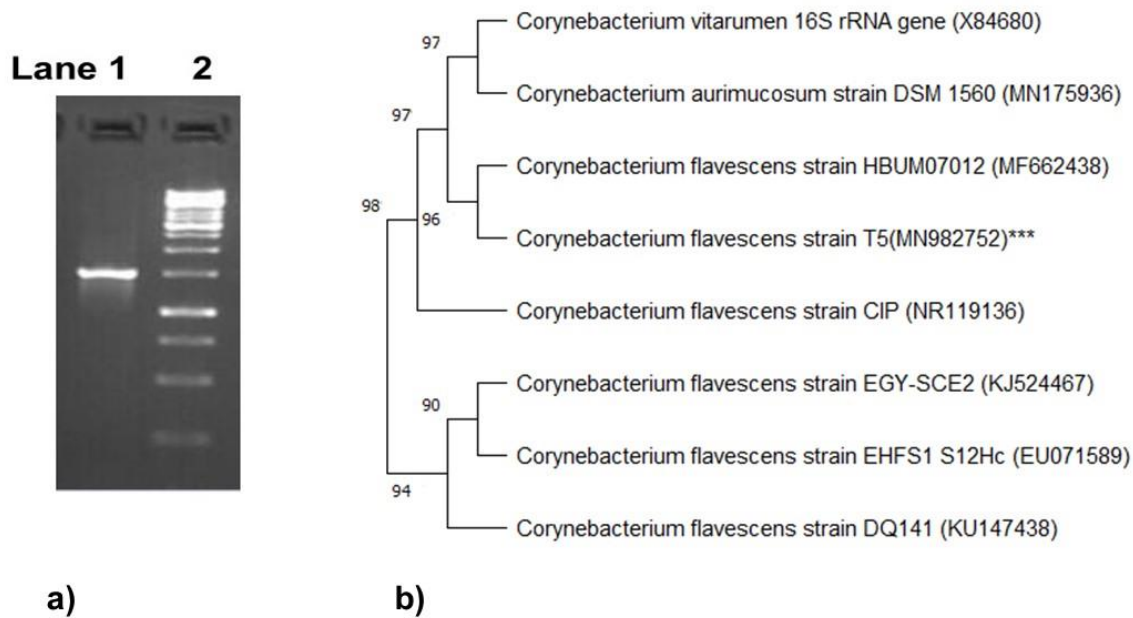 Lane 1 2
Corynebacterium vitarumen 16S rRNA gene (X84680)
97
Corynebacterium aurimucosum strain DSM 1560 (MN175936)
97
Corynebacterium flavescens strain HBUM07012 (MF662438)
98
96
Corynebacterium flavescens strain T5(MN982752)***
Corynebacterium flavescens strain CIP (NR119136)
Corynebacterium flavescens strain EGY-SCE2 (KJ524467)
90
Corynebacterium flavescens strain EHFS1 S12Hc (EU071589)
94
Corynebacterium flavescens strain DQ141 (KU147438)
a)
b)